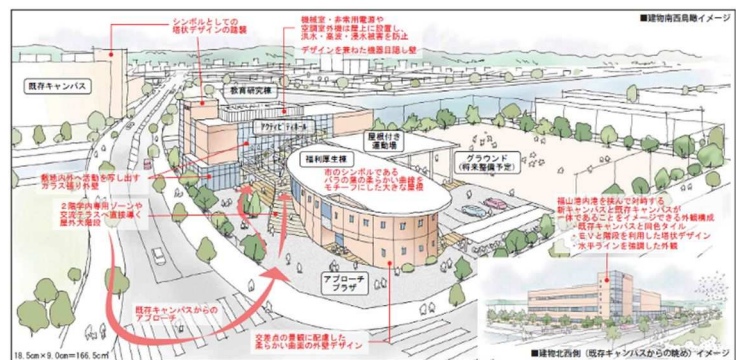 ■建物南西鳥瞰イメージ
シンボルとしての
塔状デザインの踏襲
機械室・非常用電源や
空調室外機は屋上に設置し、
洪水・高波・浸水被害を防止
デザインを兼ねた機器目隠し壁
既存キャンパス
教育研究棟
アクティビティホール
屋根付き
運動場
福利厚生棟
グラウンド
(将来整備予定)
敷地内外へ活動を写し出す
ガラス張り外壁
市のシンボルである
バラの葉の柔らかい曲線を
モチーフにした大きな屋根
2階学内専用ゾーンや
交流テラスへ直接導く
屋外大階段
福山港内港を挟んで対峙する
新キャンパスと既存キャンパスが
一体であることをイメージできる外観構成
・既存キャンパスと同色タイル
・EVと階段を利用した塔状デザイン
・水平ラインを強調した外観
アプローチ
プラザ
既存キャンパスからの
アプローチ
交差点の景観に配慮した
柔らかい曲面の外壁デザイン
18.5cm×9.0cm=166.5c㎡
■建物北西側(既存キャンパスからの眺め)イメージ